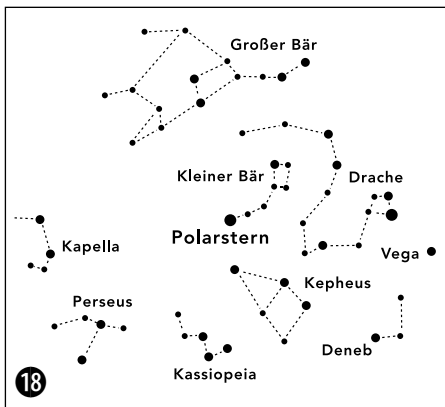 Großer Bär
Kleiner Bär
Drache
Polarstern
Kapella
Vega
Kepheus
Perseus
Deneb
Kassiopeia
18